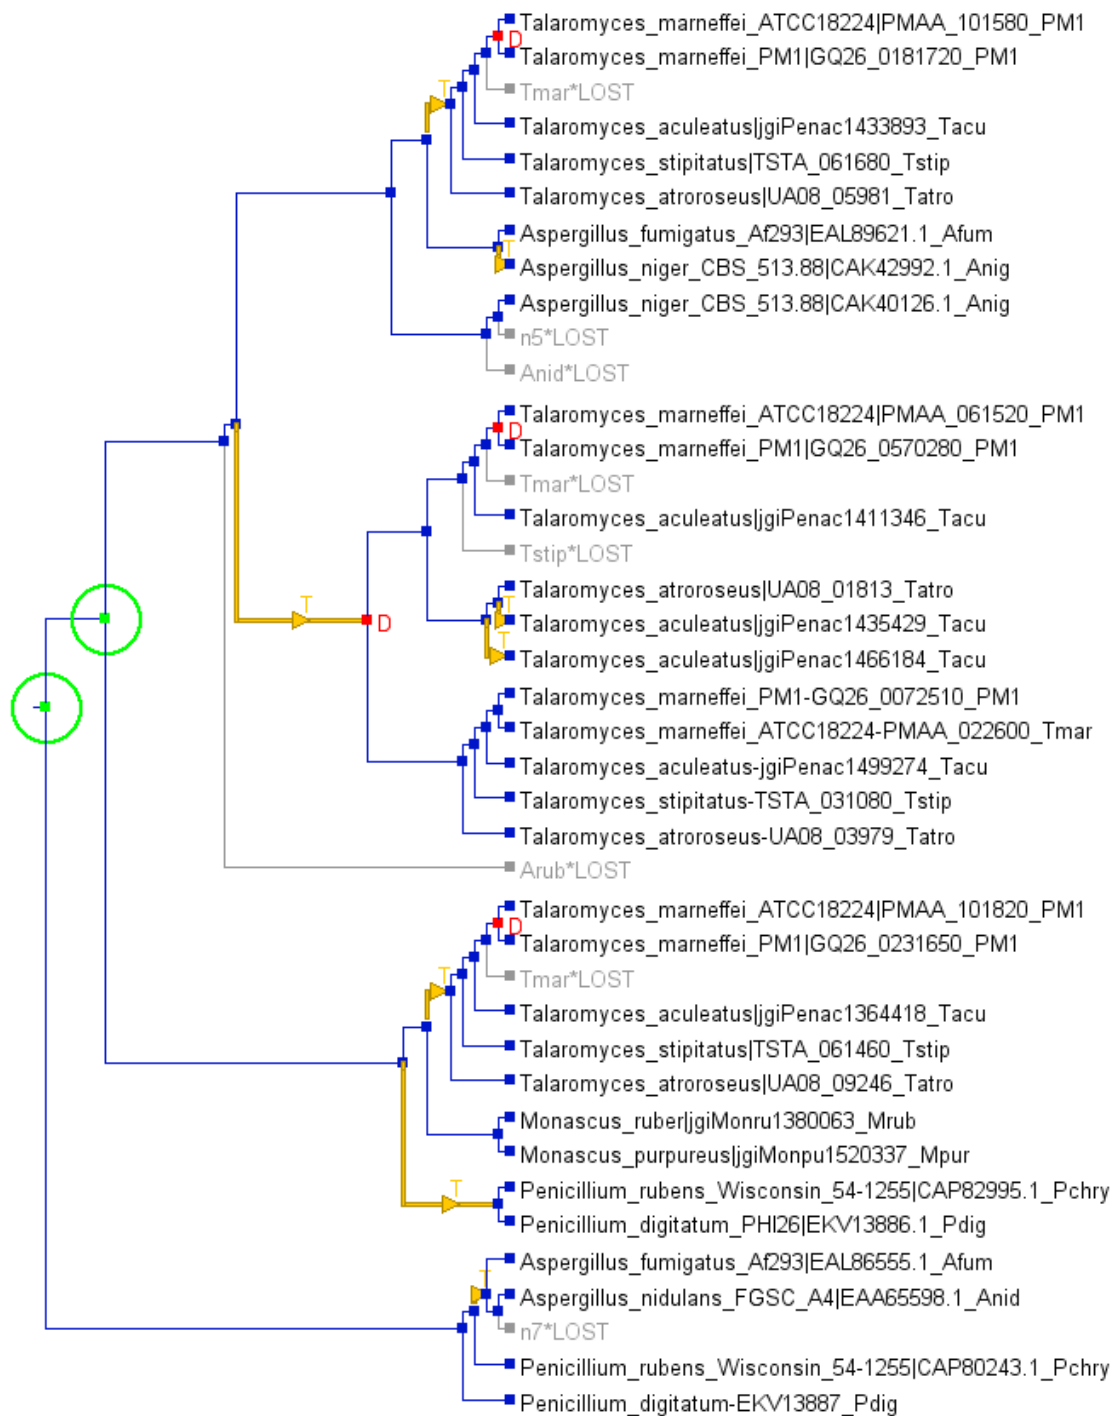 Talaromyces_marneffei_ATCC18224|PMAA_101580_PM1
D
Talaromyces_marneffei_PM1|GQ26_0181720_PM1
T
Tmar*LOST
Talaromyces_aculeatus|jgiPenac1433893_Tacu
Talaromyces_stipitatus|TSTA_061680_Tstip
Talaromyces_atroroseus|UA08_05981_Tatro
Aspergillus_fumigatus_Af293|EAL89621.1_Afum
T
Aspergillus_niger_CBS_513.88|CAK42992.1_Anig
Aspergillus_niger_CBS_513.88|CAK40126.1_Anig
n5*LOST
Anid*LOST
Talaromyces_marneffei_ATCC18224|PMAA_061520_PM1
D
Talaromyces_marneffei_PM1|GQ26_0570280_PM1
Tmar*LOST
Talaromyces_aculeatus|jgiPenac1411346_Tacu
Tstip*LOST
Talaromyces_atroroseus|UA08_01813_Tatro
T
T
D
Talaromyces_aculeatus|jgiPenac1435429_Tacu
T
Talaromyces_aculeatus|jgiPenac1466184_Tacu
Talaromyces_marneffei_PM1-GQ26_0072510_PM1
Talaromyces_marneffei_ATCC18224-PMAA_022600_Tmar
Talaromyces_aculeatus-jgiPenac1499274_Tacu
Talaromyces_stipitatus-TSTA_031080_Tstip
Talaromyces_atroroseus-UA08_03979_Tatro
Arub*LOST
Talaromyces_marneffei_ATCC18224|PMAA_101820_PM1
D
Talaromyces_marneffei_PM1|GQ26_0231650_PM1
T
Tmar*LOST
Talaromyces_aculeatus|jgiPenac1364418_Tacu
Talaromyces_stipitatus|TSTA_061460_Tstip
Talaromyces_atroroseus|UA08_09246_Tatro
Monascus_ruber|jgiMonru1380063_Mrub
Monascus_purpureus|jgiMonpu1520337_Mpur
T
Penicillium_rubens_Wisconsin_54-1255|CAP82995.1_Pchry
Penicillium_digitatum_PHI26|EKV13886.1_Pdig
Aspergillus_fumigatus_Af293|EAL86555.1_Afum
T
Aspergillus_nidulans_FGSC_A4|EAA65598.1_Anid
n7*LOST
Penicillium_rubens_Wisconsin_54-1255|CAP80243.1_Pchry
Penicillium_digitatum-EKV13887_Pdig